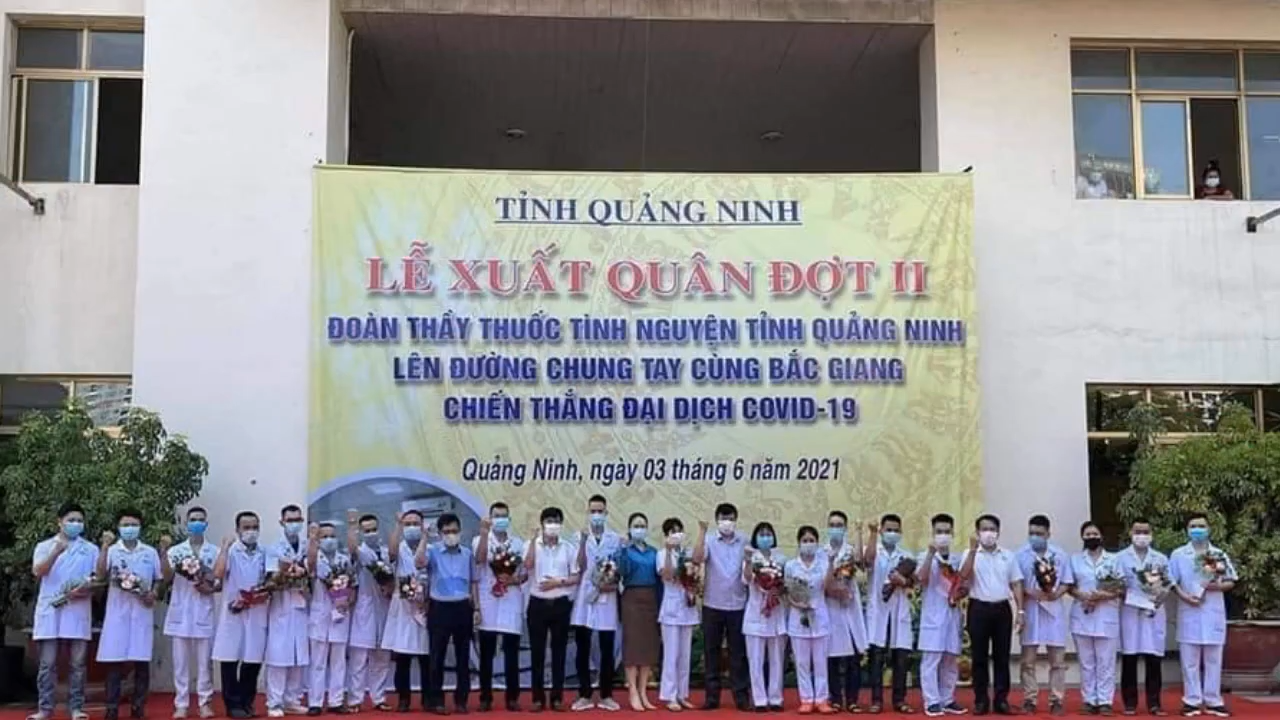 TỈNH QUẢNG NINH
LỄ XUẤT QUÂN ĐỢT II
ĐOÀN THẦY THUỐC TÌNH NGUYỆN TỈNH QUẢNG NINH
LÊN ĐƯỜNG CHUNG TAY CÙNG BẮC GIANG
CHIẾN THẮNG ĐẠI DỊCH COVID-19
Quảng Ninh, ngày 03 tháng 6 năm 2021